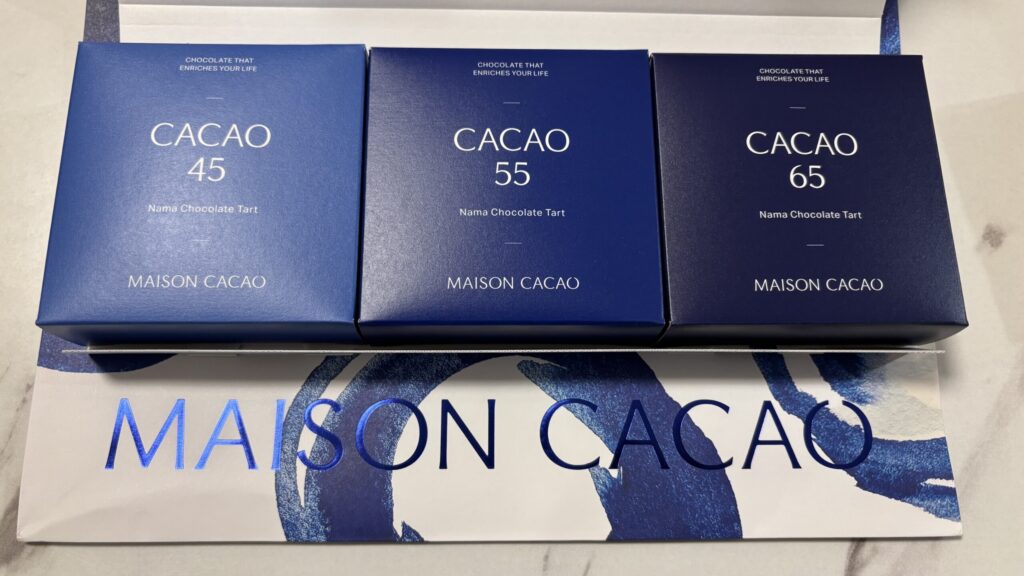 CHOCOLATE THAT
ENRICHES YOUR LIFE
CACAO
45
Nama Chocolate Tart
MAISON CACAO
CHOCOLATE THAT
ENRICHES YOUR LIFE
CACAO
55
Nama Chocolate Tart
MAISON CACAO
CHOCOLATE THAT
ENRICHES YOUR LIFE
CACAO
65
Nama Chocolate Tart
MAISON CACAO
MAISON CACAO